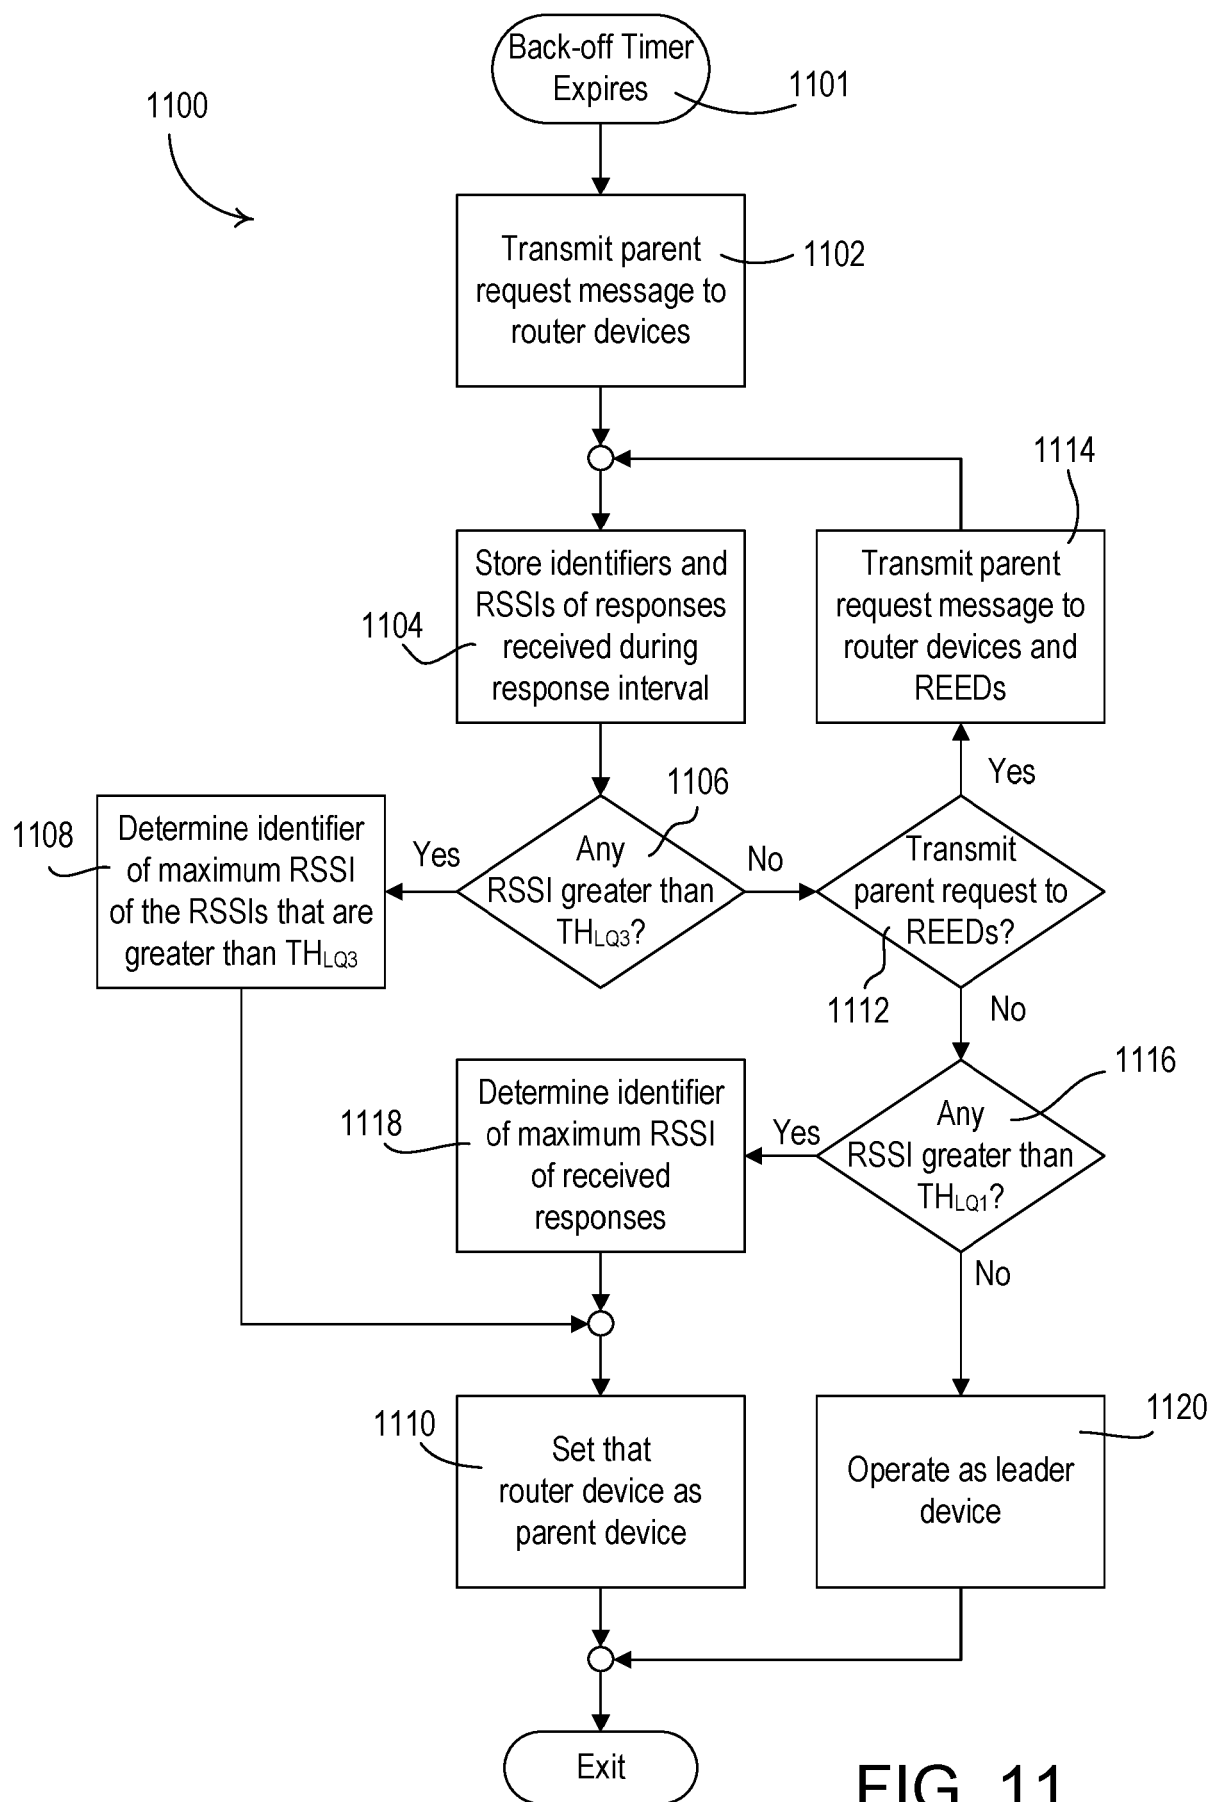 Back-off Timer
Expires
1101
1100
Transmit parent
request message to
router devices
1102
1114
Store identifiers and
RSSIs of responses
received during
response interval
1104
Transmit parent
request message to
router devices and
REEDs
Yes
1106
1108
Determine identifier
of maximum RSSI
of the RSSIs that are
greater than THLQ3
Yes
Any
RSSI greater than
THLQ3?
No
Transmit
parent request to
REEDs?
1112
No
1116
1118
Determine identifier
of maximum RSSI
of received
responses
Yes
Any
RSSI greater than
THLQ1?
No
1110
Set that
router device as
parent device
1120
Operate as leader
device
Exit
FIG. 11